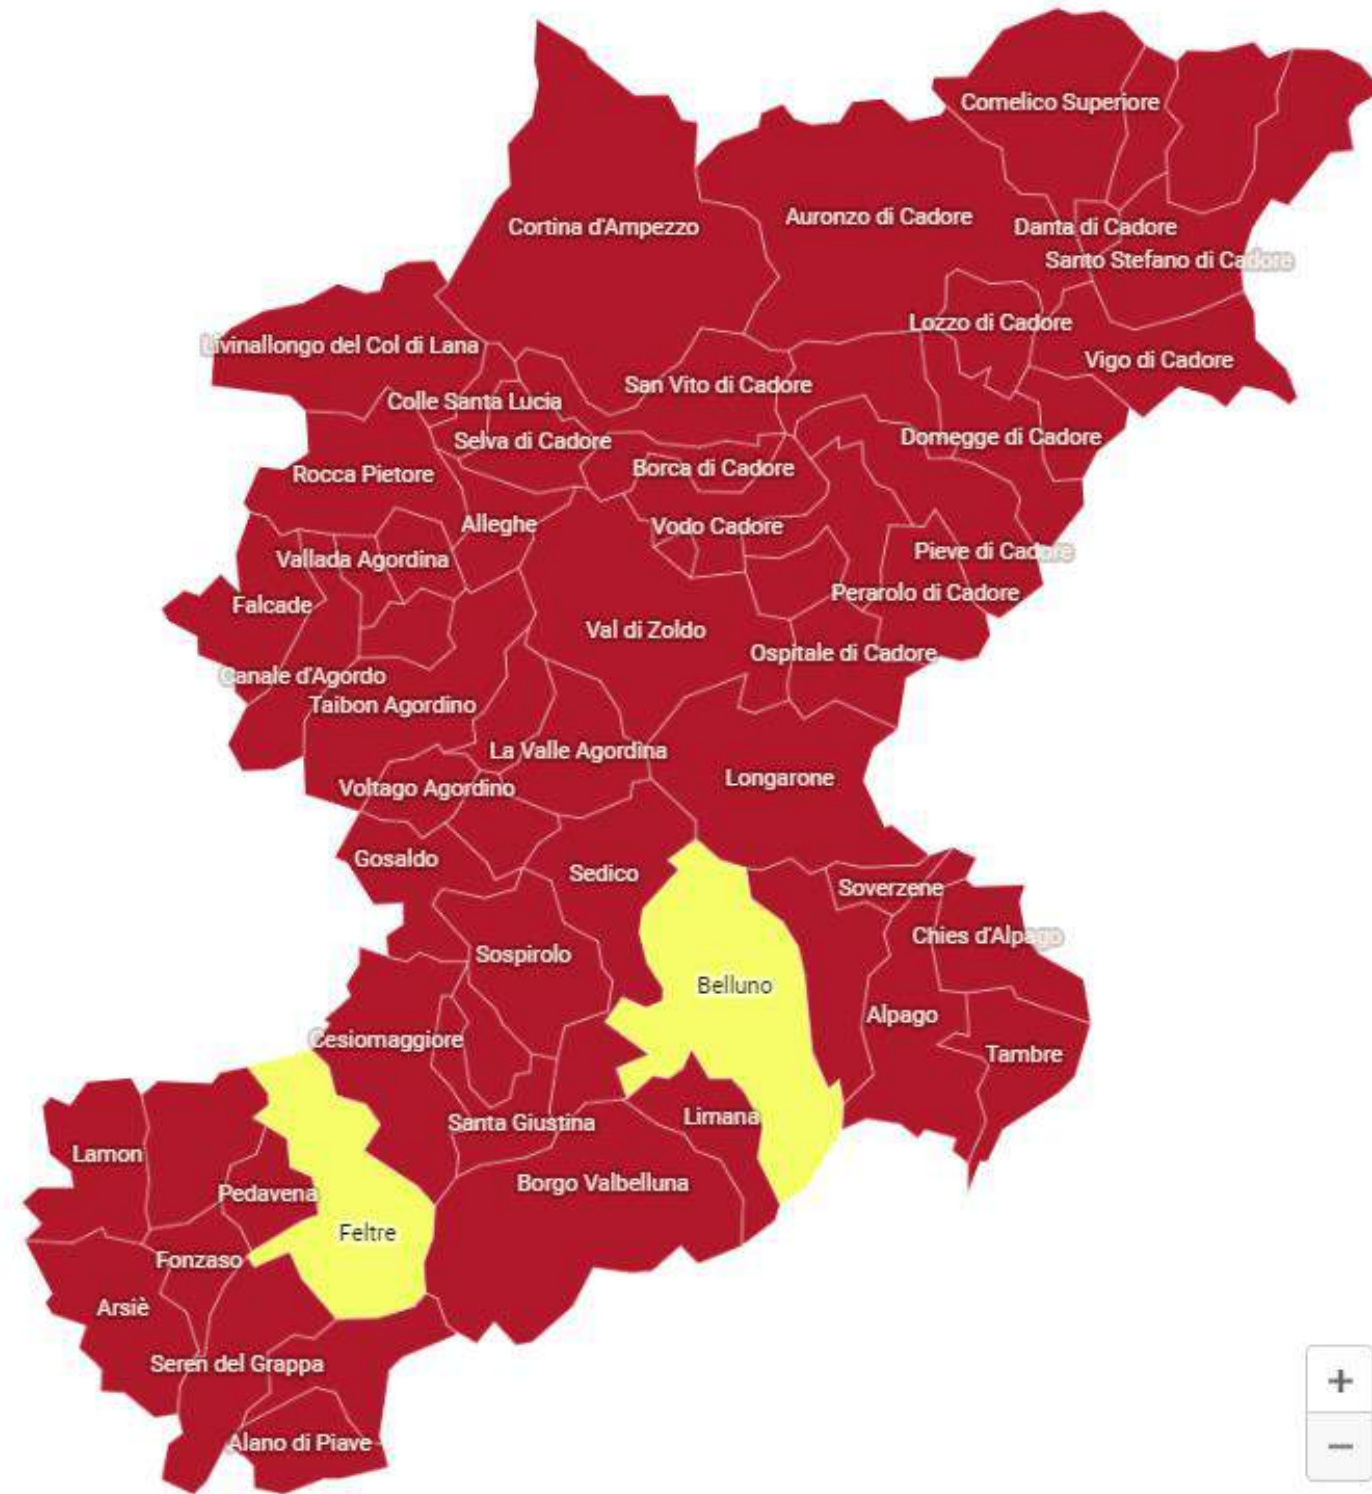 Comelico Superiore
Auronzo di Cadore
Cortina d'Ampezzo
Danta di Cadore
Santo Stefano di Cadore
Lozzo di Cadore
Livinallongo del Col di Lana
Vigo di Cadore
San Vito di Cadore
Colle Santa Lucia
Domegge di Cadore
Selva di Cadore
Borca di Cadore
Rocca Pietore
Alleghe
Vodo Cadore
Pieve di Cadore
Vallada Agordina
Perarolo di Cadore
Falcade
Val di Zoldo
Ospitale di Cadore
Canale d'Agordo
Taibon Agordino
La Valle Agordina
Longarone
Voltago Agordino
Gosaldo
Sedico
Soverzene
Chies d'Alpago
Sospirolo
Belluno
Alpago
Cesiomaggiore
Tambre
Limana
Santa Giustina
Lamon
Borgo Valbelluna
Pedavena
Feltre
Fonzaso
Arsiè
Seren del Grappa
+
Alano di Piave
−